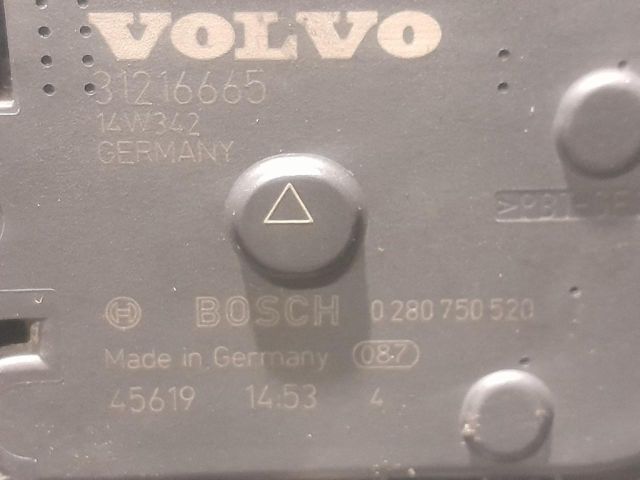 VOLVO
31216665
14W342
GERMANY
BOSCH 0 280 750 520
Made in Germany 087
45619 14:53 4